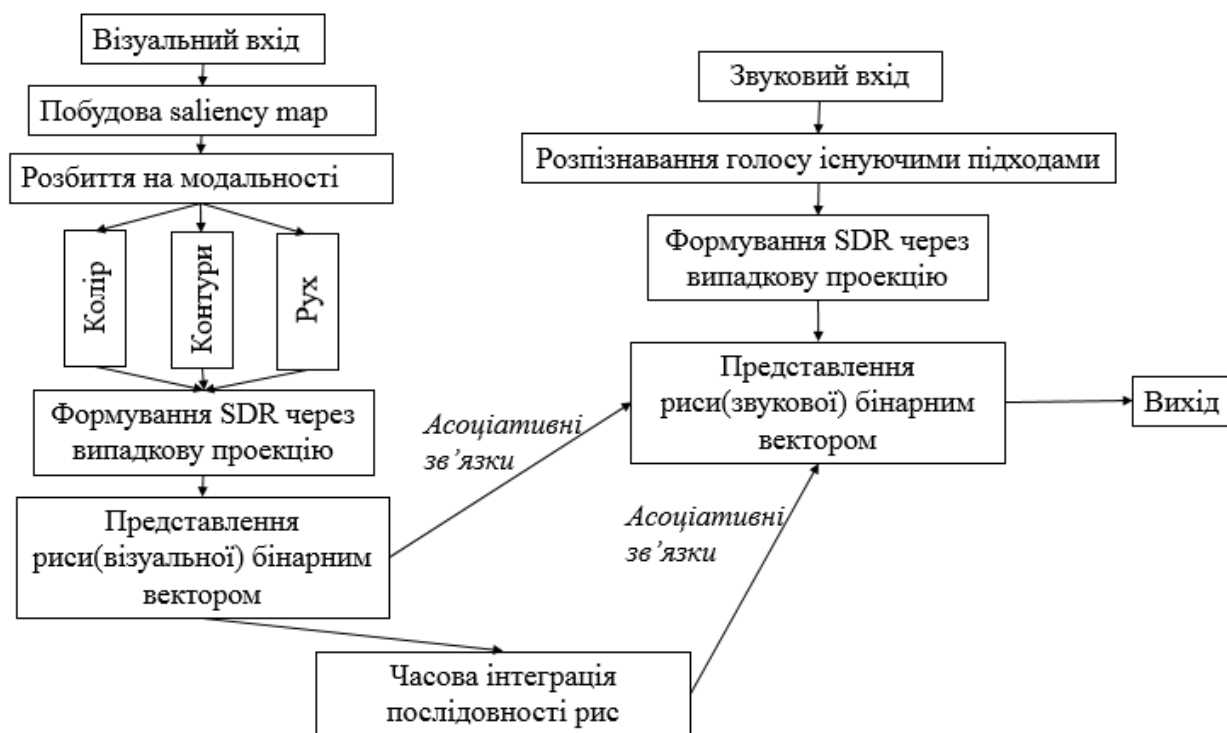 Візуальний вхід
Побудова saliency map
Розбиття на модальності
Колір
Контури
Рух
Формування SDR через
випадкову проекцію
Представлення
риси(візуальної) бінарним
вектором
Асоціативні
зв’язки
Часова інтеграція
послідовності рис
Асоціативні
зв’язки
Звуковий вхід
Розпізнавання голосу існуючими підходами
Формування SDR через
випадкову проекцію
Представлення
риси(звукової) бінарним
вектором
Вихід